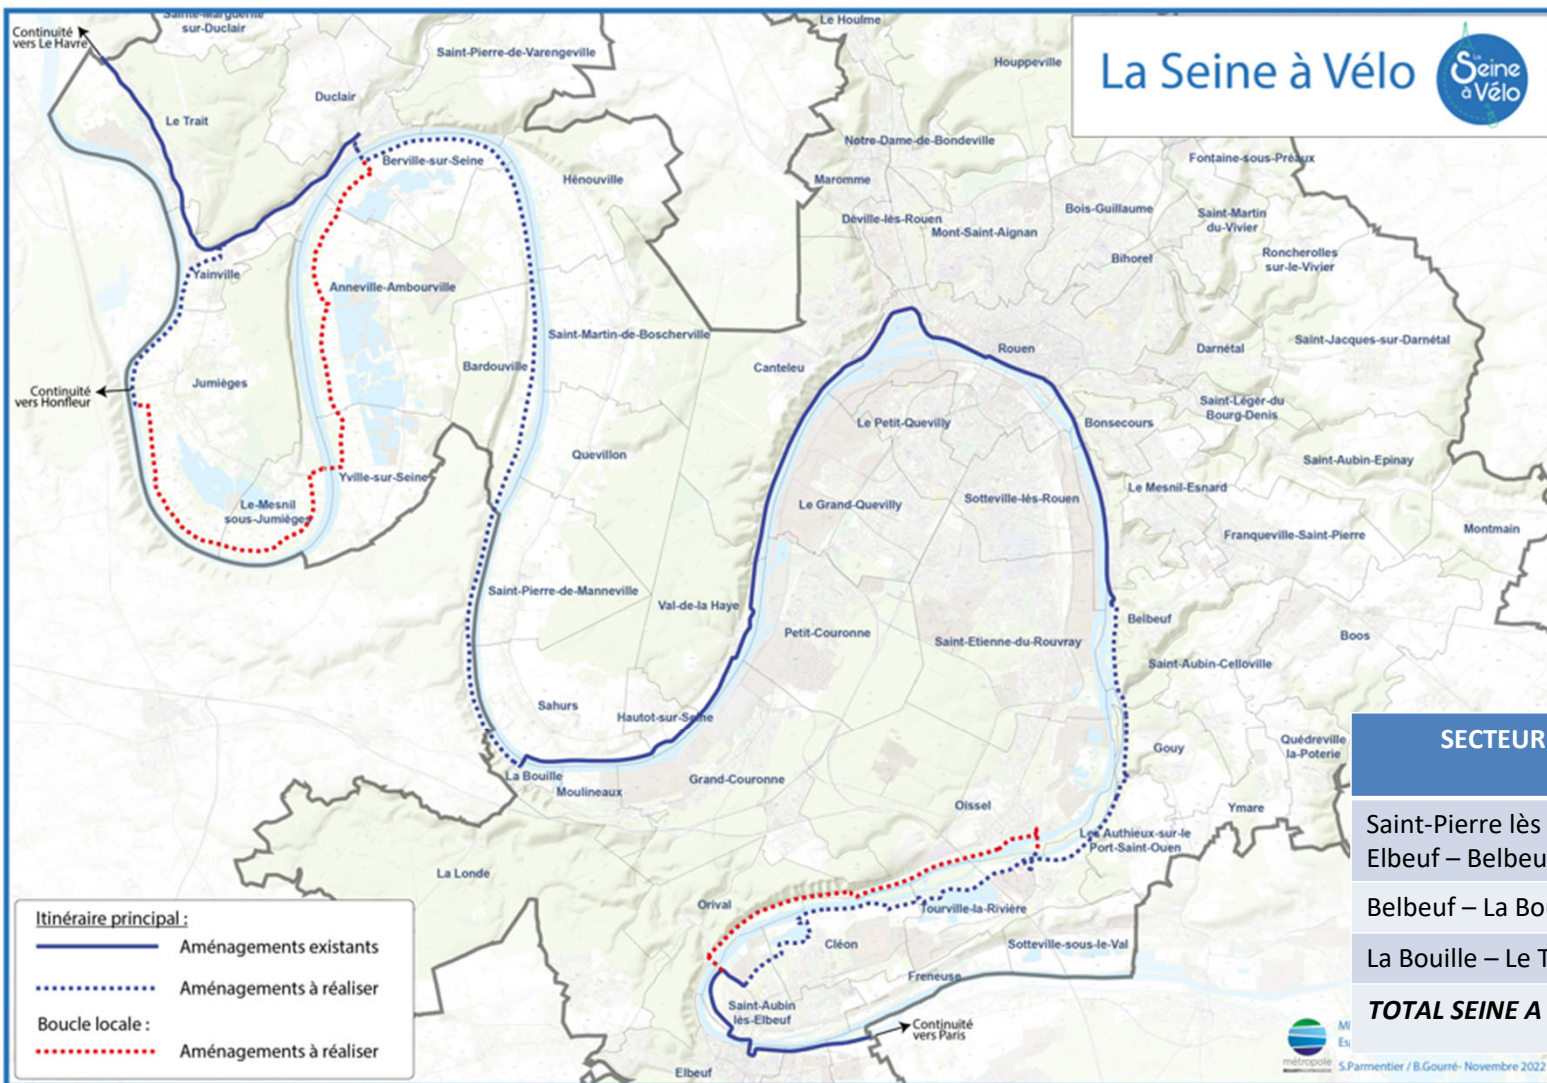 Continuité
vers Le Havre
Sainte-Marguerite
sur-Duclair
Saint-Pierre-de-Varengeville
Le Houlme
Houppeville
La Seine à Vélo
La
Seine
à Vélo
Duclair
Le Trait
Berville-sur-Seine
Hénouville
Notre-Dame-de-Bondeville
Maromme
Fontaine-sous-Préaux
Déville-lès-Rouen
Mont-Saint-Aignan
Bois-Guillaume
Saint-Martin
du-Vivier
Bihorel
Roncherolles
sur-le-Vivier
Yainville
Anneville-Ambourville
Saint-Martin-de-Boscherville
Bardouville
Canteleu
Rouen
Darnétal
Saint-Jacques-sur-Darnétal
Continuité
vers Honfleur
Jumièges
Le Petit-Quevilly
Bonsecours
Saint-Léger-du
Bourg-Denis
Quevillon
Saint-Aubin-Epinay
Yville-sur-Seine
Le-Mesnil
sous-Jumièges
Le Grand-Quevilly
Sotteville-lès-Rouen
Le Mesnil-Esnard
Franqueville-Saint-Pierre
Montmain
Saint-Pierre-de-Manneville
Val-de-la Haye
Petit-Couronne
Saint-Etienne-du-Rouvray
Belbeuf
Boos
Saint-Aubin-Celloville
Sahurs
Hautot-sur-Seine
La Bouille
Moulineaux
Grand-Couronne
Gouy
Quédreville
la-Poterie
Oissel
Ymare
Les Authieux-sur-le
Port-Saint-Ouen
La Londe
Orival
Tourville-la-Rivière
Cléon
Sotteville-sous-le-Val
Freneuse
Saint-Aubin
lès-Elbeuf
Continuité
vers Paris
Elbeuf
Itinéraire principal :
Aménagements existants
Aménagements à réaliser
Boucle locale :
Aménagements à réaliser
SECTEUR
Saint-Pierre lès
Elbeuf – Belbeu
Belbeuf – La Bou
La Bouille – Le T
TOTAL SEINE A
métropole
S.Parmentier / B.Gourré- Novembre 2022